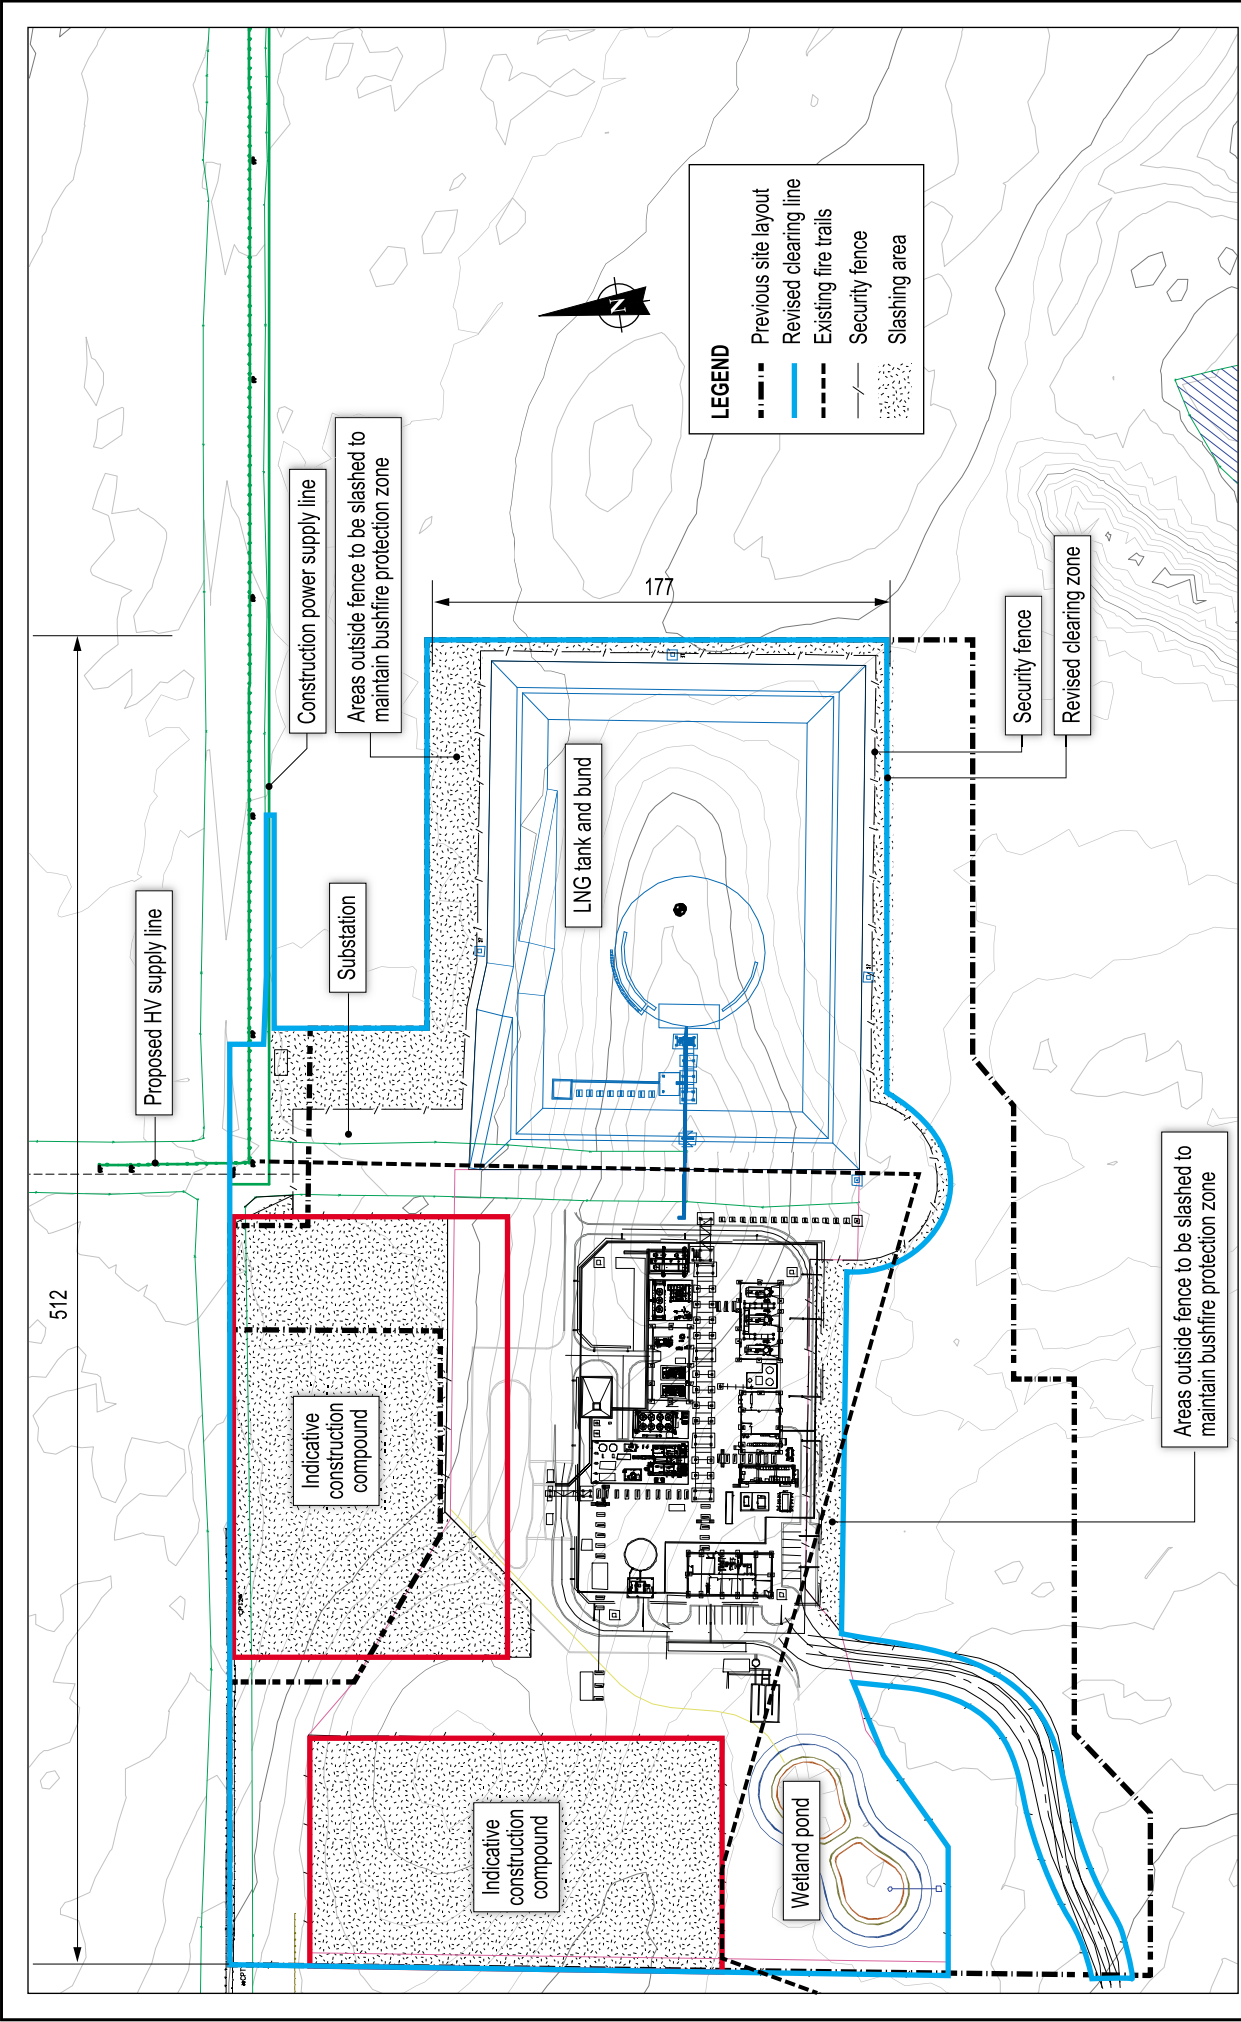 512
Proposed HV supply line
Construction power supply line
Areas outside fence to be slashed to
maintain bushfire protection zone
Substation
177
LNG tank and bund
N
LEGEND
Previous site layout
Revised clearing line
Existing fire trails
Security fence
Slashing area
Security fence
Revised clearing zone
Indicative
construction
compound
Indicative
construction
compound
Wetland pond
Areas outside fence to be slashed to
maintain bushfire protection zone